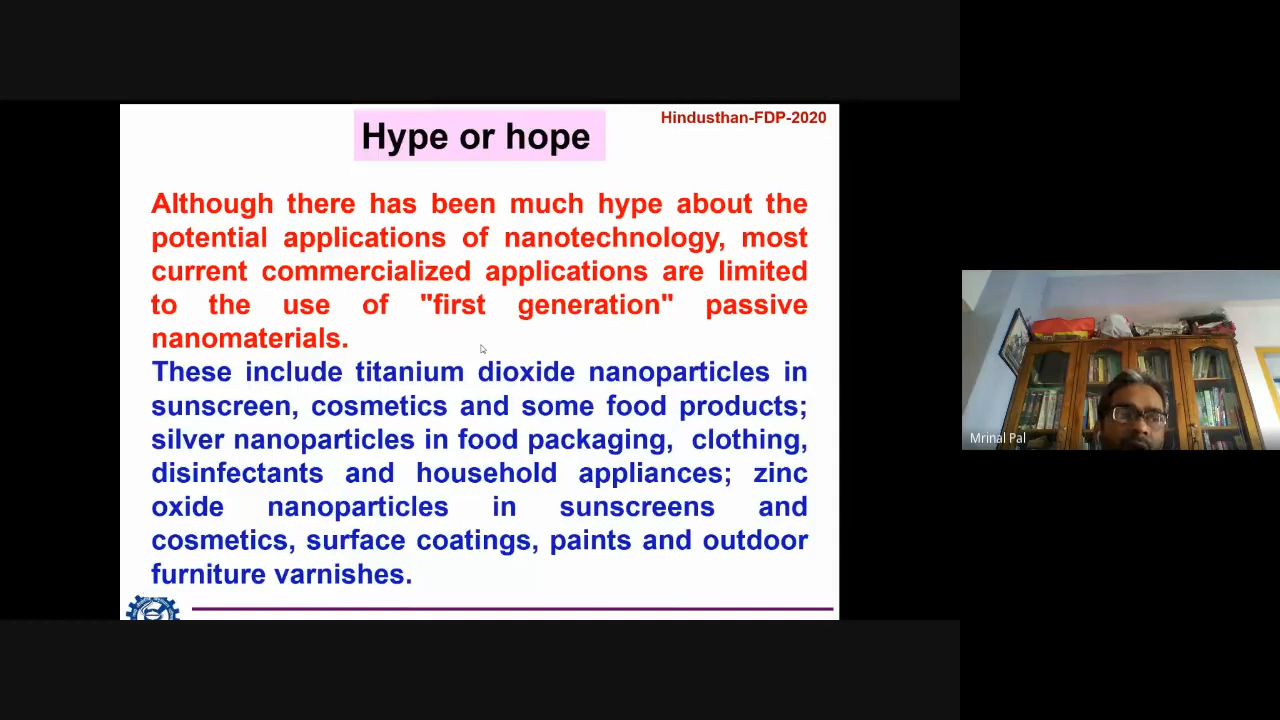 Hindusthan-FDP-2020
Hype or hope
Although there has been much hype about the
potential applications of nanotechnology, most
current commercialized applications are limited
to the use of "first generation" passive
nanomaterials.
These include titanium dioxide nanoparticles in
sunscreen, cosmetics and some food products;
silver nanoparticles in food packaging, clothing,
disinfectants and household appliances; zinc
oxide nanoparticles in sunscreens and
cosmetics, surface coatings, paints and outdoor
furniture varnishes.
Mrinal Pal